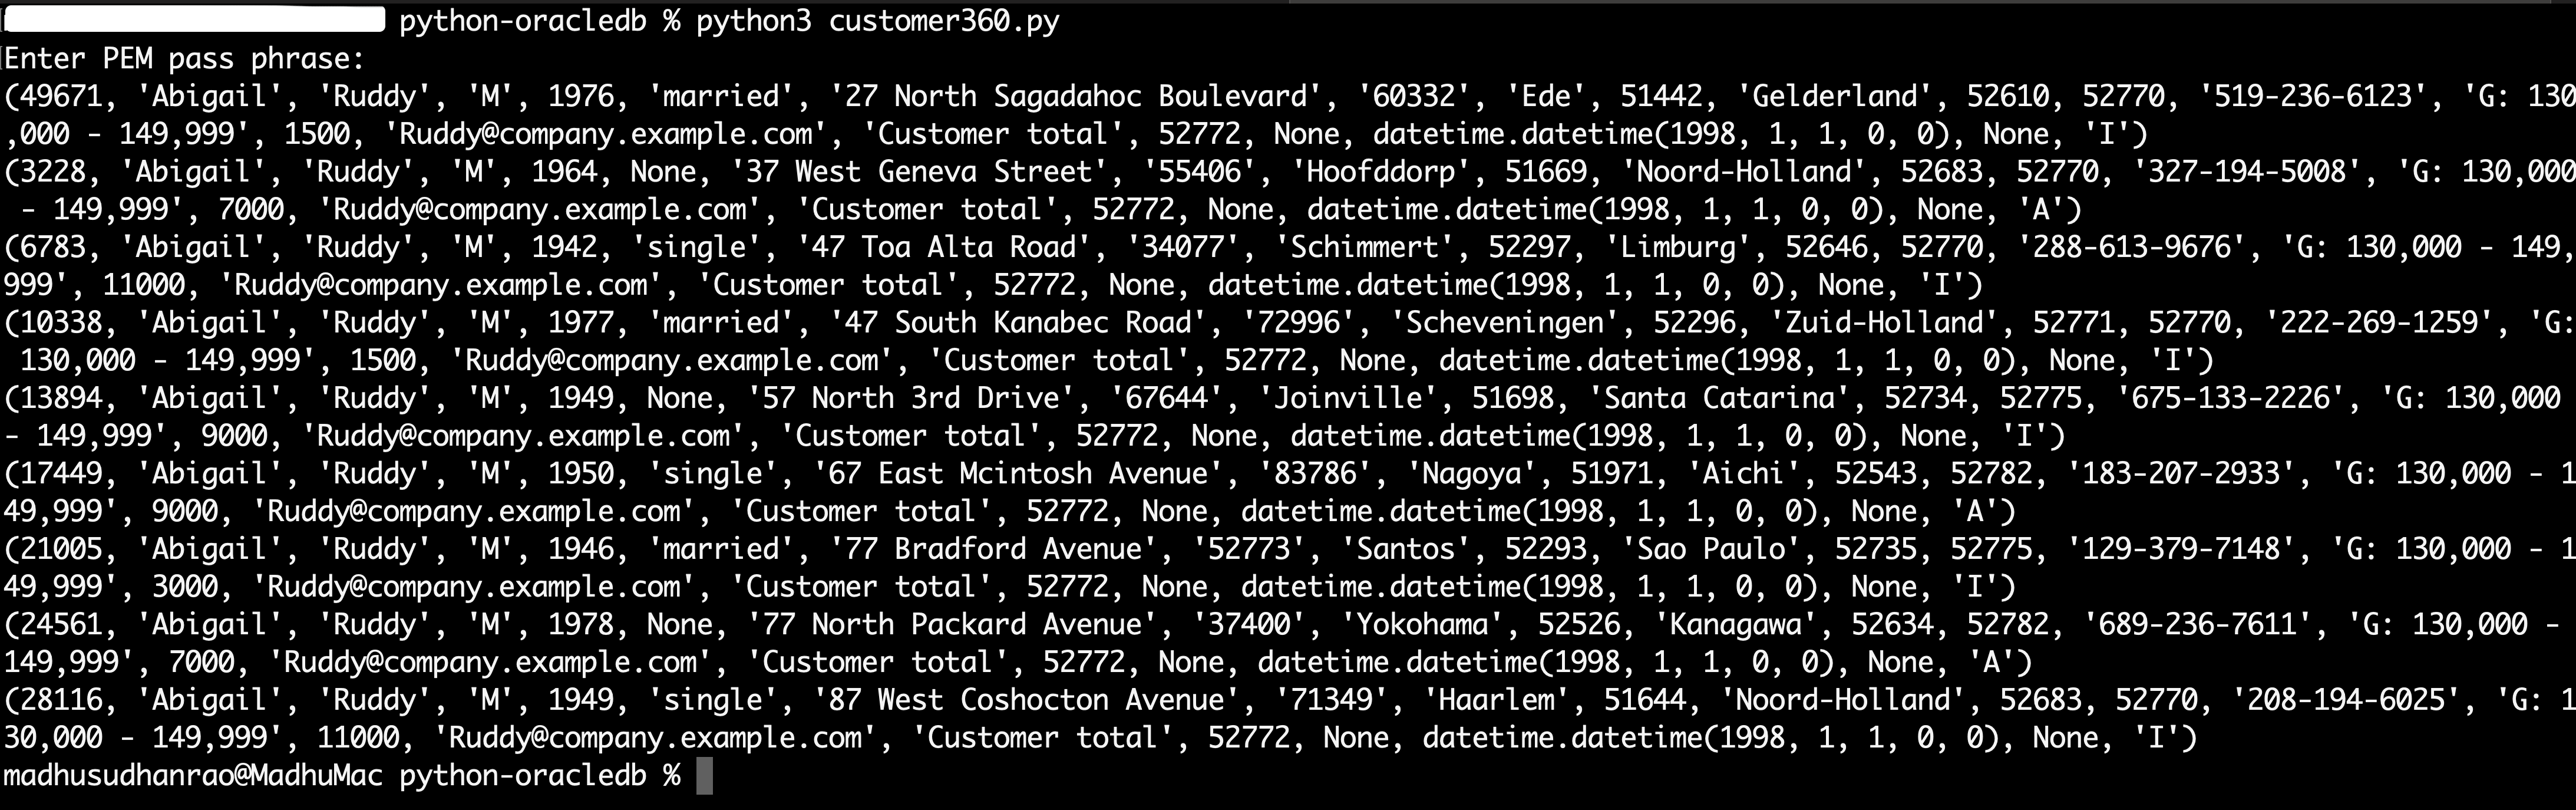 python-oracledb % python3 customer360.py
Enter PEM pass phrase:
(49671, 'Abigail', 'Ruddy', 'M', 1976, 'married', '27 North Sagadahoc Boulevard', '60332', 'Ede', 51442, 'Gelderland', 52610, 52770, '519-236-6123', 'G: 130
,000 - 149,999', 1500, 'Ruddy@company.example.com', 'Customer total', 52772, None, datetime.datetime(1998, 1, 1, 0, 0), None, 'I')
(3228, 'Abigail', 'Ruddy', 'M', 1964, None, '37 West Geneva Street', '55406', 'Hoofddorp', 51669, 'Noord-Holland', 52683, 52770, '327-194-5008', 'G: 130,000
 - 149,999', 7000, 'Ruddy@company.example.com', 'Customer total', 52772, None, datetime.datetime(1998, 1, 1, 0, 0), None, 'A')
(6783, 'Abigail', 'Ruddy', 'M', 1942, 'single', '47 Toa Alta Road', '34077', 'Schimmert', 52297, 'Limburg', 52646, 52770, '288-613-9676', 'G: 130,000 - 149,
999', 11000, 'Ruddy@company.example.com', 'Customer total', 52772, None, datetime.datetime(1998, 1, 1, 0, 0), None, 'I')
(10338, 'Abigail', 'Ruddy', 'M', 1977, 'married', '47 South Kanabec Road', '72996', 'Scheveningen', 52296, 'Zuid-Holland', 52771, 52770, '222-269-1259', 'G:
 130,000 - 149,999', 1500, 'Ruddy@company.example.com', 'Customer total', 52772, None, datetime.datetime(1998, 1, 1, 0, 0), None, 'I')
(13894, 'Abigail', 'Ruddy', 'M', 1949, None, '57 North 3rd Drive', '67644', 'Joinville', 51698, 'Santa Catarina', 52734, 52775, '675-133-2226', 'G: 130,000
- 149,999', 9000, 'Ruddy@company.example.com', 'Customer total', 52772, None, datetime.datetime(1998, 1, 1, 0, 0), None, 'I')
(17449, 'Abigail', 'Ruddy', 'M', 1950, 'single', '67 East Mcintosh Avenue', '83786', 'Nagoya', 51971, 'Aichi', 52543, 52782, '183-207-2933', 'G: 130,000 - 1
49,999', 9000, 'Ruddy@company.example.com', 'Customer total', 52772, None, datetime.datetime(1998, 1, 1, 0, 0), None, 'A')
(21005, 'Abigail', 'Ruddy', 'M', 1946, 'married', '77 Bradford Avenue', '52773', 'Santos', 52293, 'Sao Paulo', 52735, 52775, '129-379-7148', 'G: 130,000 - 1
49,999', 3000, 'Ruddy@company.example.com', 'Customer total', 52772, None, datetime.datetime(1998, 1, 1, 0, 0), None, 'I')
(24561, 'Abigail', 'Ruddy', 'M', 1978, None, '77 North Packard Avenue', '37400', 'Yokohama', 52526, 'Kanagawa', 52634, 52782, '689-236-7611', 'G: 130,000 -
149,999', 7000, 'Ruddy@company.example.com', 'Customer total', 52772, None, datetime.datetime(1998, 1, 1, 0, 0), None, 'A')
(28116, 'Abigail', 'Ruddy', 'M', 1949, 'single', '87 West Coshocton Avenue', '71349', 'Haarlem', 51644, 'Noord-Holland', 52683, 52770, '208-194-6025', 'G: 1
30,000 - 149,999', 11000, 'Ruddy@company.example.com', 'Customer total', 52772, None, datetime.datetime(1998, 1, 1, 0, 0), None, 'I')
madhusudhanrao@MadhuMac python-oracledb %